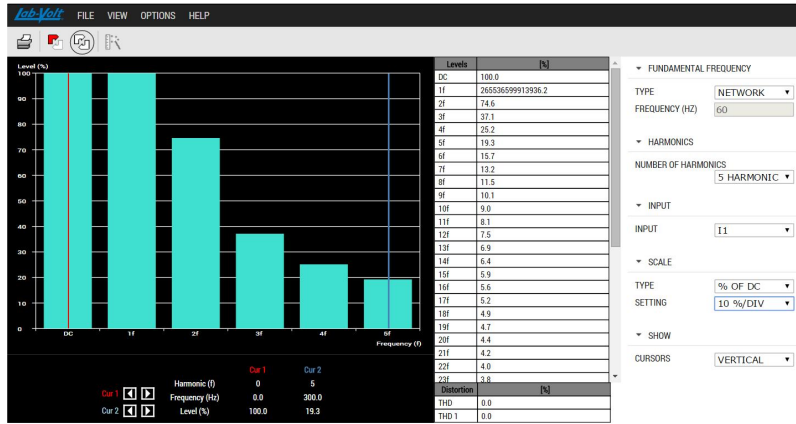 Lab-Volt FILE VIEW OPTIONS HELP
Level (%)
100
90
80
70
60
50
40
30
20
10
0
DC 1f 2f 3f 4f 5f
Frequency (f)
Cur 1 Cur 2
Harmonic (f) 0 5
Cur 1 Frequency (Hz) 0.0 300.0
Cur 2 Level (%) 100.0 19.3
Levels [%]
DC 100.0
1f 265536599913936.2
2f 74.6
3f 37.1
4f 25.2
5f 19.3
6f 15.7
7f 13.2
8f 11.5
9f 10.1
10f 9.0
11f 8.1
12f 7.5
13f 6.9
14f 6.4
15f 5.9
16f 5.6
17f 5.2
18f 4.9
19f 4.7
20f 4.4
21f 4.2
22f 4.0
23f 3.8
Distortion [%]
THD 0.0
THD 1 0.0
FUNDAMENTAL FREQUENCY
TYPE NETWORK
FREQUENCY (HZ) 60
HARMONICS
NUMBER OF HARMONICS
5 HARMONIC
INPUT
INPUT I1
SCALE
TYPE % OF DC
SETTING 10 %/DIV
SHOW
CURSORS VERTICAL